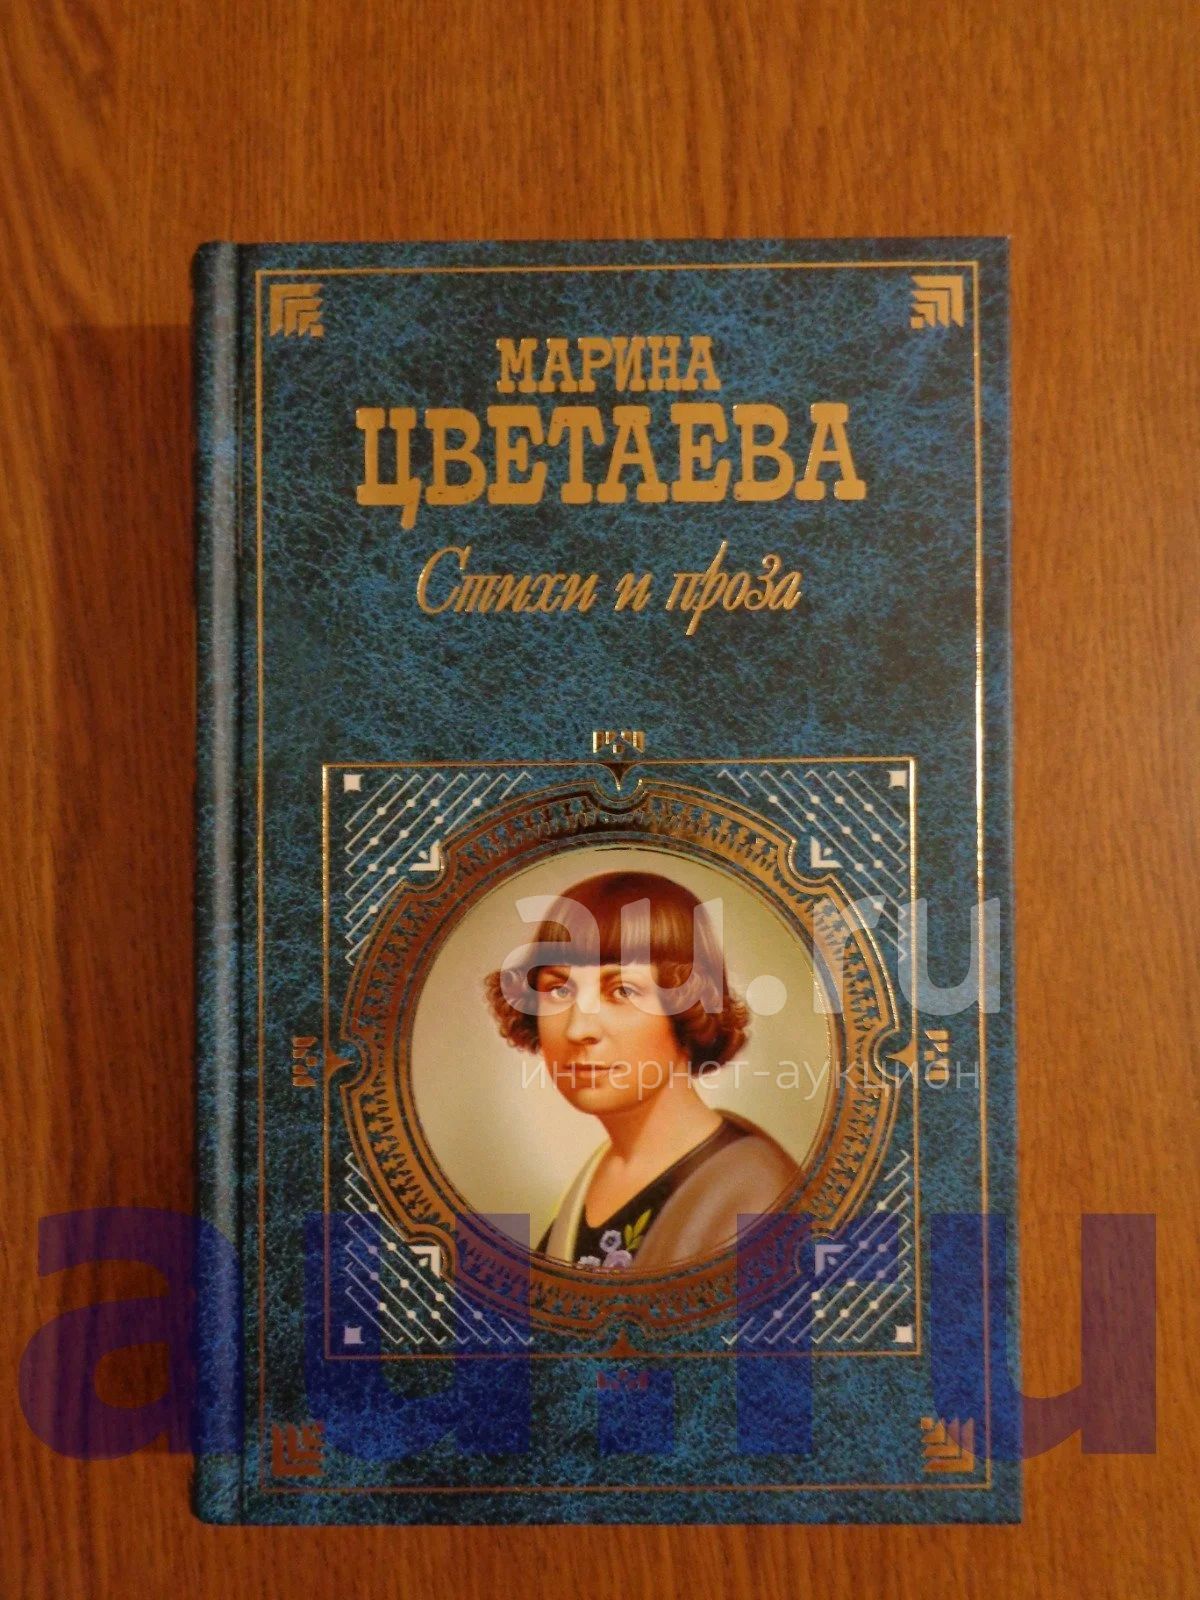 МАРИНА
ЦВЕТАЕВА
Стихи и проза
au.ru
интернет-аукцион
au.ru